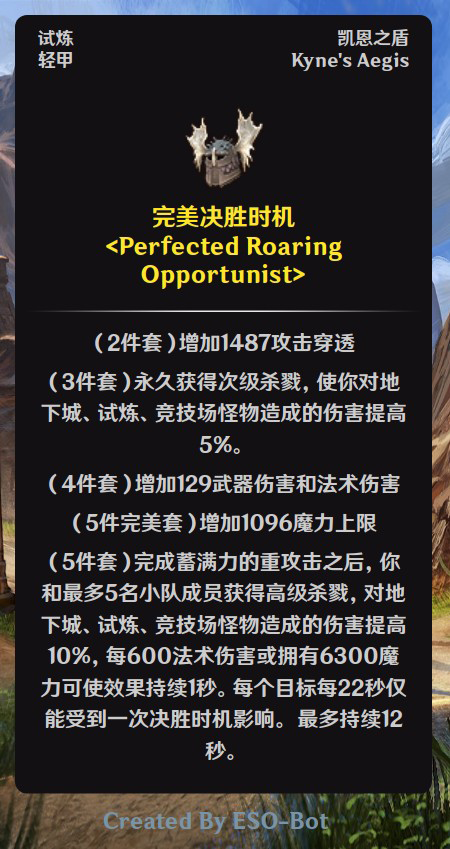 试炼
轻甲
凯恩之盾
Kyne's Aegis
完美决胜时机
<Perfected Roaring
Opportunist>
（2件套）增加1487攻击穿透
（3件套）永久获得次级杀戮，使你对地
下城、试炼、竞技场怪物造成的伤害提高
5%。
（4件套）增加129武器伤害和法术伤害
（5件完美套）增加1096魔力上限
（5件套）完成蓄满力的重攻击之后，你
和最多5名小队成员获得高级杀戮，对地
下城、试炼、竞技场怪物造成的伤害提高
10%，每600法术伤害或拥有6300魔
力可使效果持续1秒。每个目标每22秒仅
能受到一次决胜时机影响。最多持续12
秒。
Created By ESO-Bot